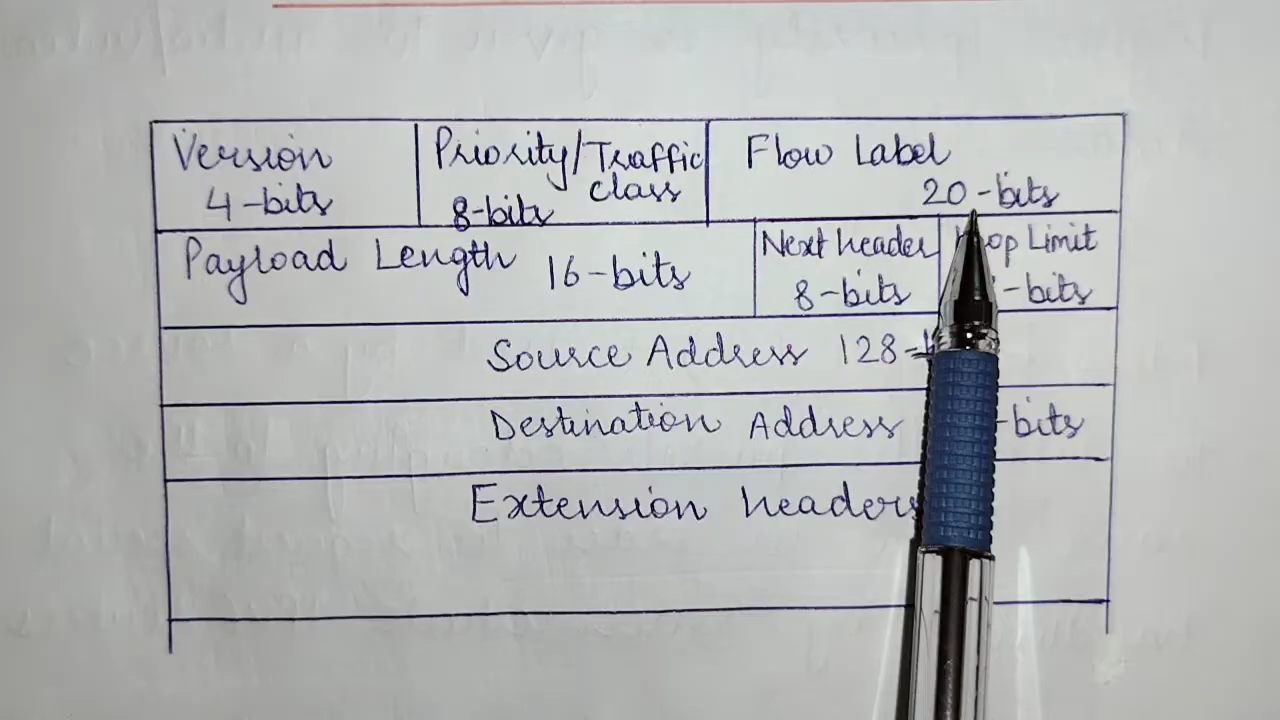 Version
4-bits
Priority/Traffic
class
8-bits
Flow Label
20-bits
Payload Length 16-bits
Next header
8-bits
Limit
-bits
Source Address 128-
Destination Address -bits
Extension headers